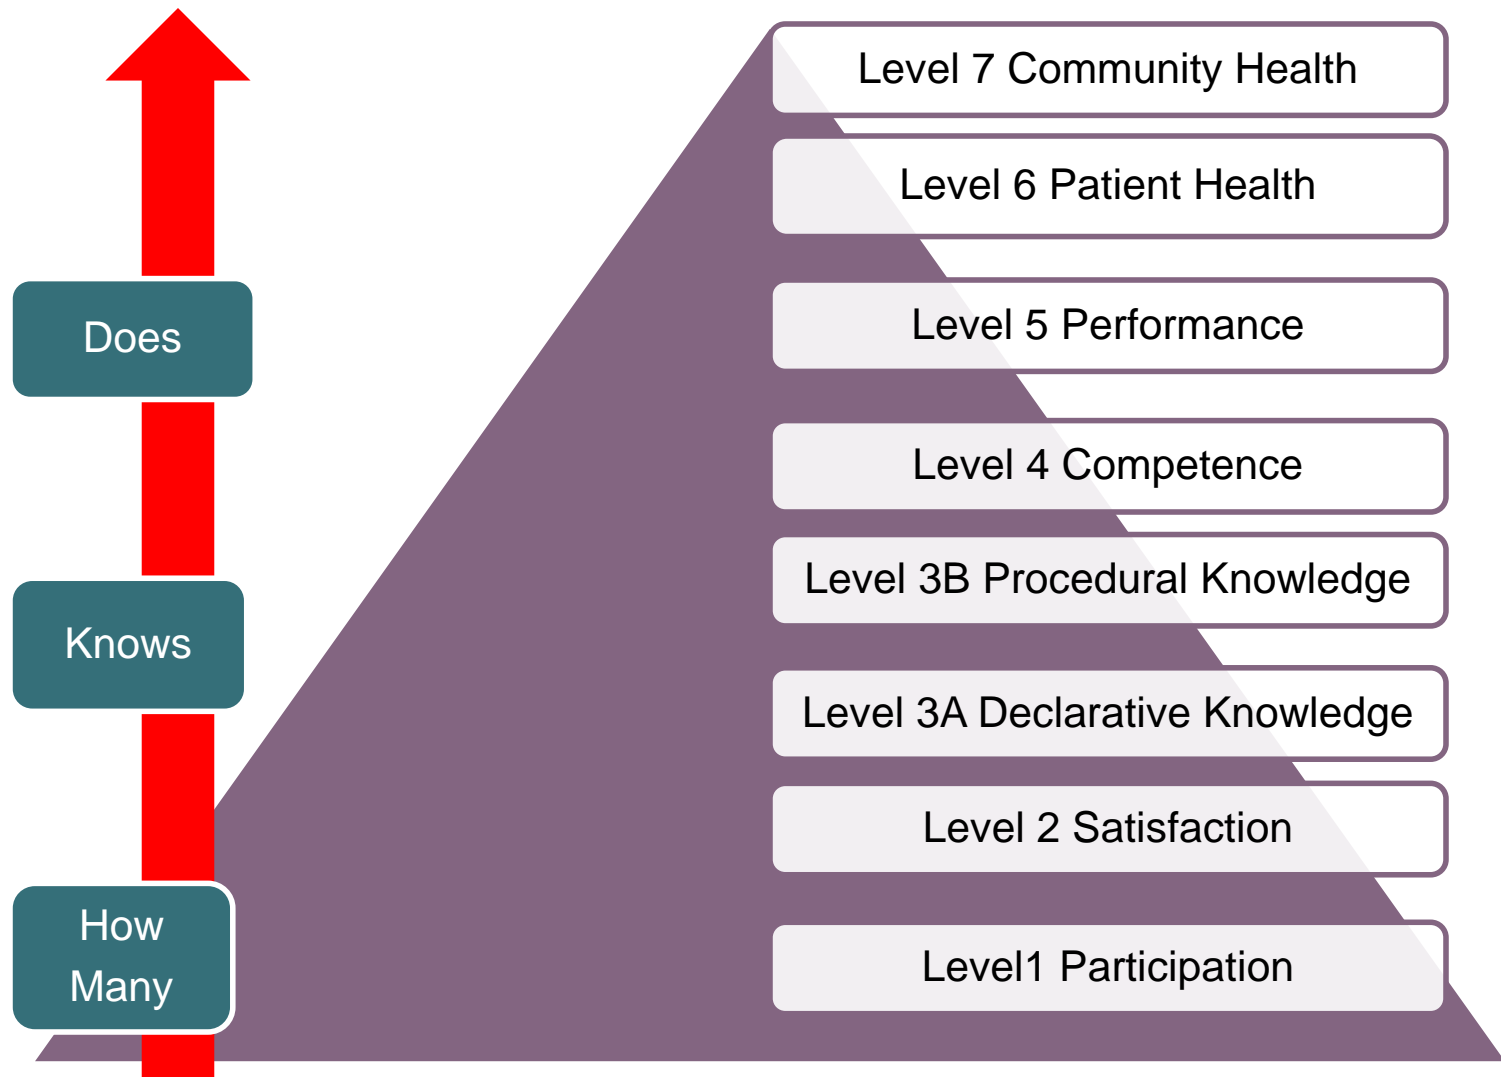 Level 7 Community Health
Level 6 Patient Health
Does
Level 5 Performance
Level 4 Competence
Level 3B Procedural Knowledge
Knows
Level 3A Declarative Knowledge
Level 2 Satisfaction
How
Many
Level1 Participation